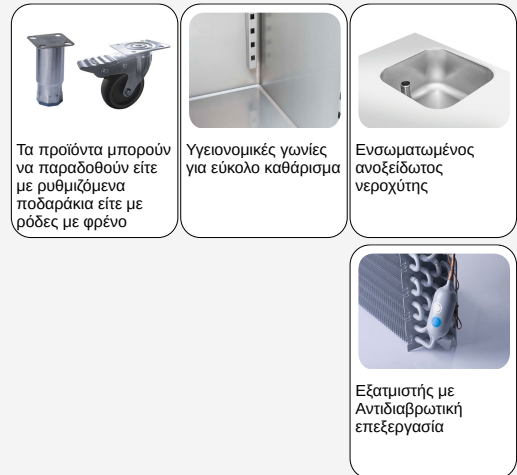 Τα προϊόντα μπορούν
να παραδοθούν είτε
με ρυθμιζόμενα
ποδαράκια είτε με
ρόδες με φρένο
Υγειονομικές γωνίες
για εύκολο καθάρισμα
Ενσωματωμένος
ανοξείδωτος
νεροχύτης
Εξατμιστής με
Αντιδιαβρωτική
επεξεργασία